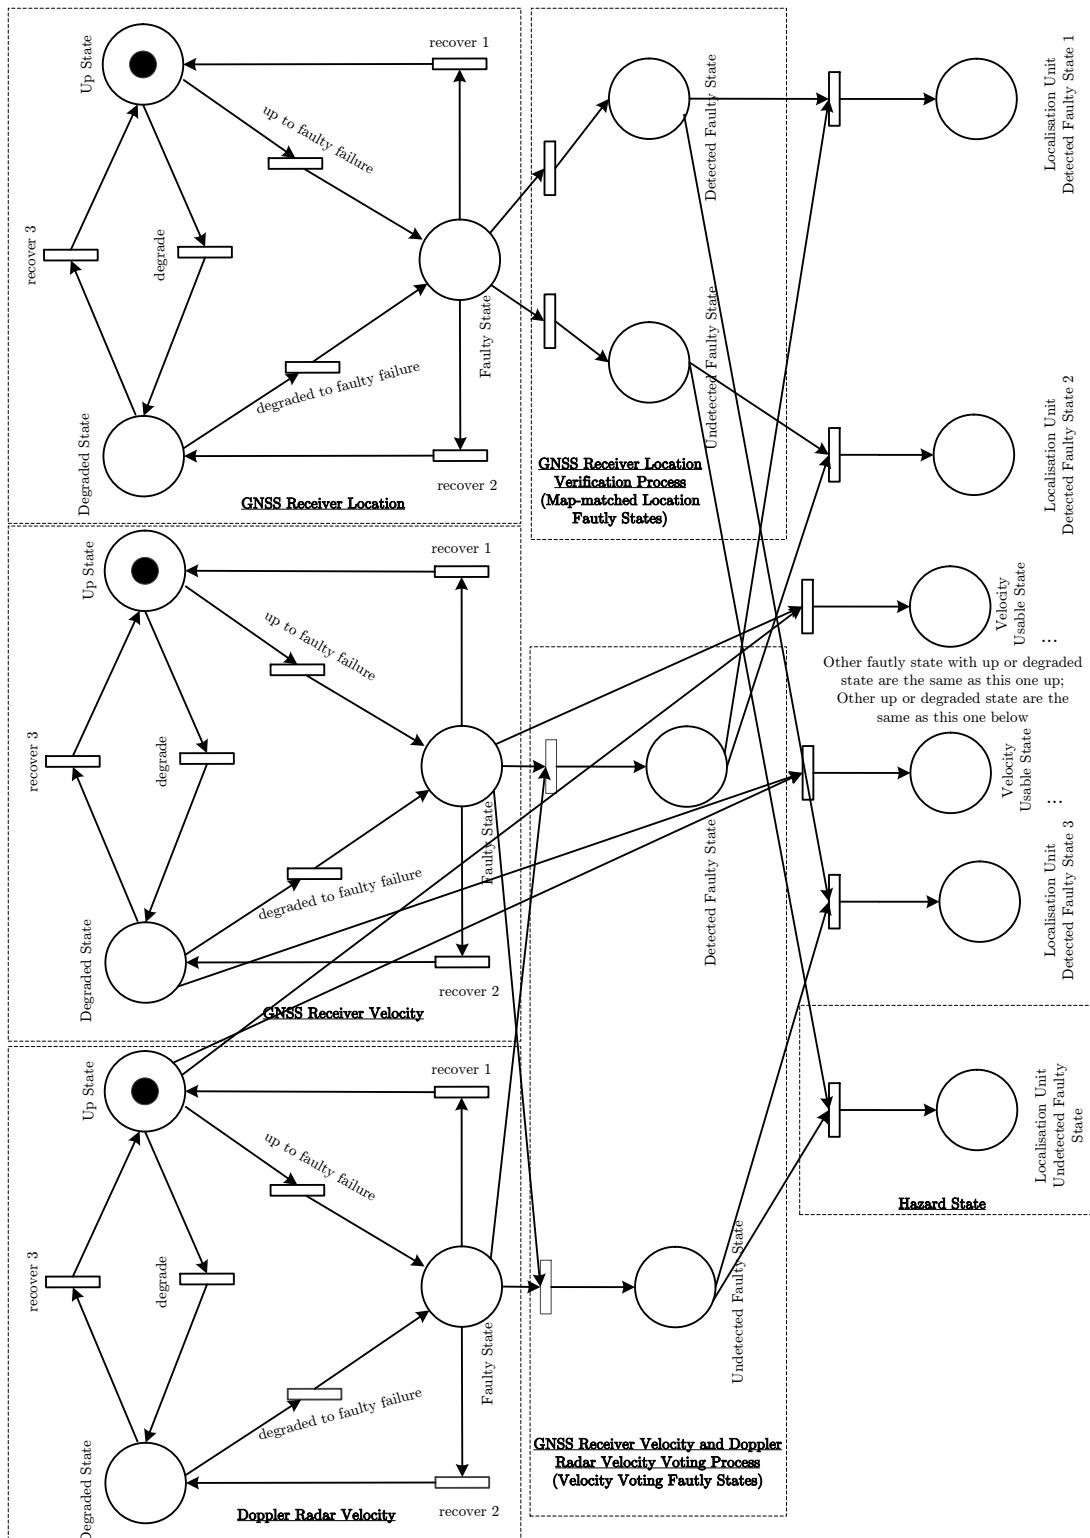 Up State
recover 1
up to faulty failure
recover 3
degrade
Faulty State
degraded to faulty failure
Degraded State
recover 2
GNSS Receiver Location
Detected Faulty State
Undetected Faulty State
GNSS Receiver Location
Verification Process
(Map-matched Location
Fautly States)
Localisation Unit
Detected Faulty State 1
Localisation Unit
Detected Faulty State 2
Up State
recover 1
up to faulty failure
recover 3
degrade
Faulty State
degraded to faulty failure
Degraded State
recover 2
GNSS Receiver Velocity
Velocity
Usable State
...
Other fautly state with up or degraded
state are the same as this one up;
Other up or degraded state are the
same as this one below
Velocity
Usable State
...
Detected Faulty State
Localisation Unit
Detected Faulty State 3
Up State
recover 1
up to faulty failure
recover 3
degrade
Faulty State
degraded to faulty failure
Degraded State
recover 2
Doppler Radar Velocity
Undetected Faulty State
GNSS Receiver Velocity and Doppler
Radar Velocity Voting Process
(Velocity Voting Fautly States)
Localisation Unit
Undetected Faulty
State
Hazard State